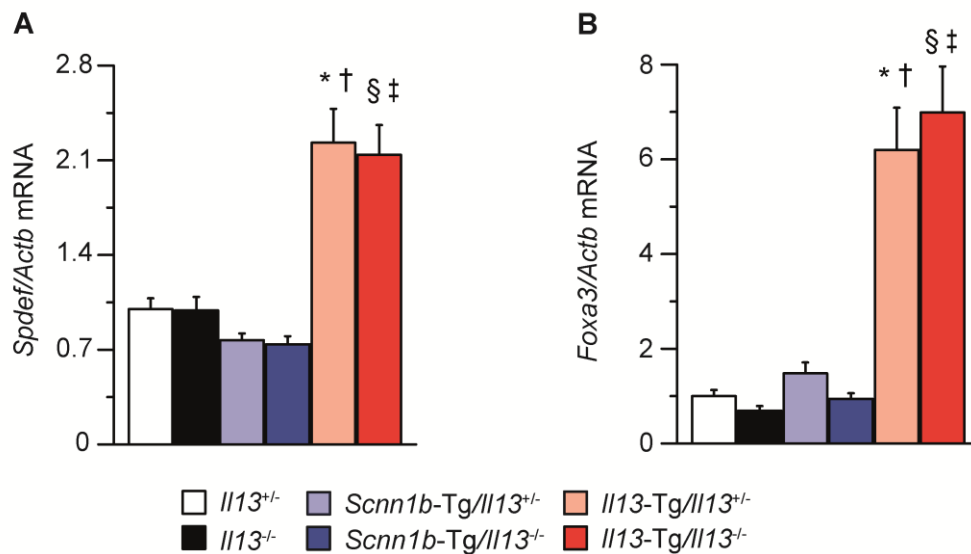 A
Spdef/Actb mRNA
2.8
2.1
1.4
0.7
0
* †
§ ‡
B
Foxa3/Actb mRNA
8
6
4
2
0
* †
§ ‡
Il13+/-
Scnn1b-Tg/Il13+/-
Il13-Tg/Il13+/-
Il13-/-
Scnn1b-Tg/Il13-/-
Il13-Tg/Il13-/-